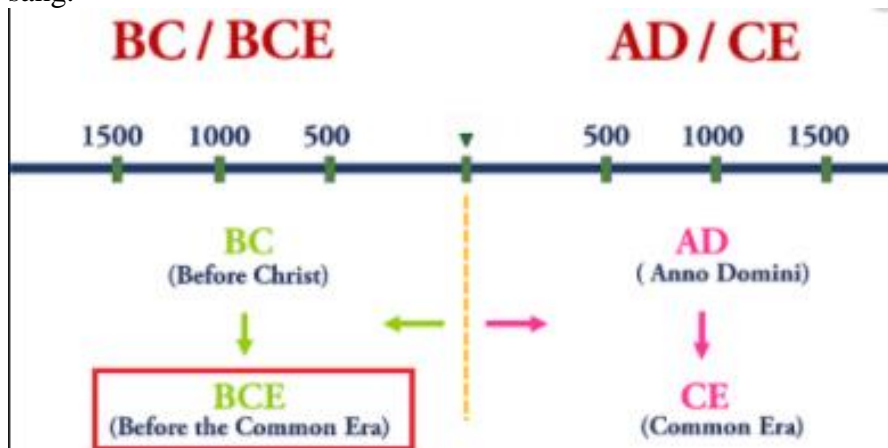 sang.
BC / BCE AD / CE
1500 1000 500 500 1000 1500
BC AD
(Before Christ) ( Anno Domini)
BCE CE
(Before the Common Era) (Common Era)